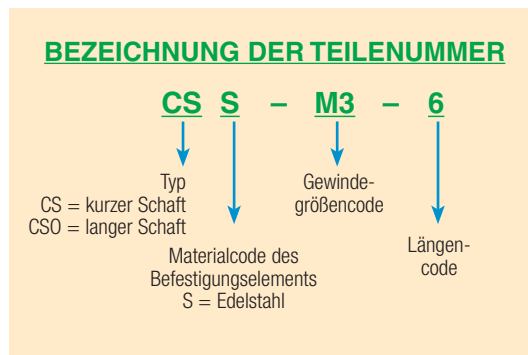 BEZEICHNUNG DER TEILENUMMER
CS S – M3 – 6
Typ
CS = kurzer Schaft
CSO = langer Schaft
Materialcode des
Befestigungselements
S = Edelstahl
Gewinde-
größencode
Längen-
code